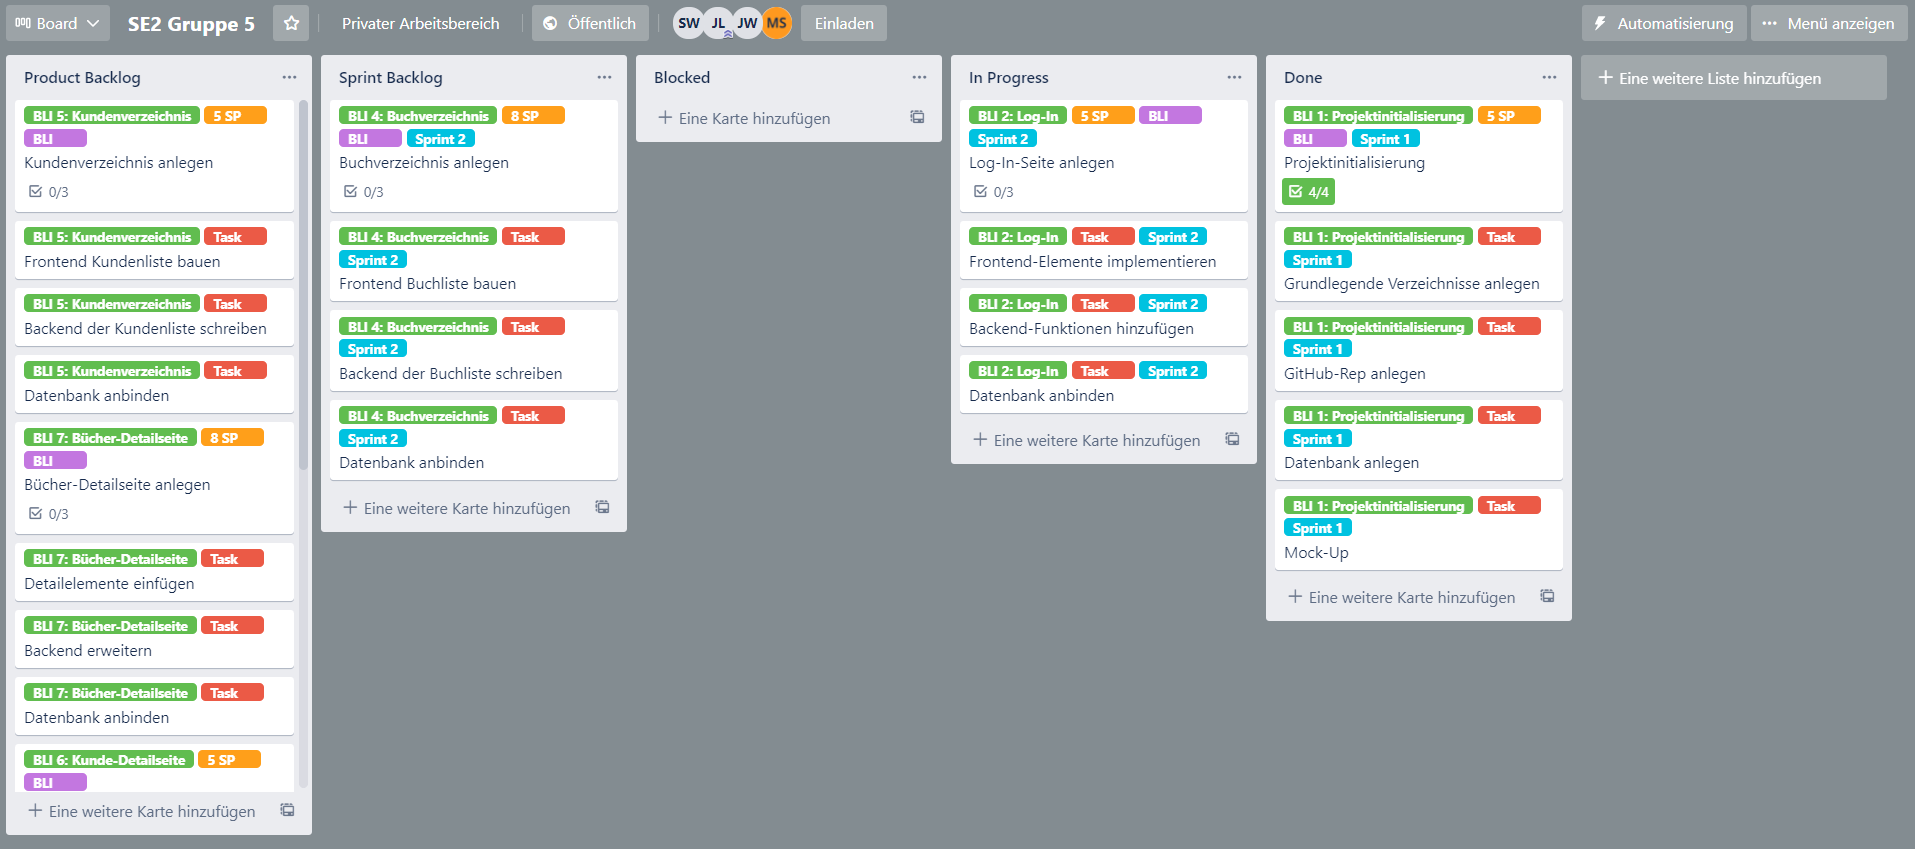 Board
SE2 Gruppe 5
Privater Arbeitsbereich
Öffentlich
SW JL JW MS
Einladen
Automatisierung
Menü anzeigen
Product Backlog
BLI 5: Kundenverzeichnis 5 SP
BLI
Kundenverzeichnis anlegen
0/3
BLI 5: Kundenverzeichnis Task
Frontend Kundenliste bauen
BLI 5: Kundenverzeichnis Task
Backend der Kundenliste schreiben
BLI 5: Kundenverzeichnis Task
Datenbank anbinden
BLI 7: Bücher-Detailseite 8 SP
BLI
Bücher-Detailseite anlegen
0/3
BLI 7: Bücher-Detailseite Task
Detailelemente einfügen
BLI 7: Bücher-Detailseite Task
Backend erweitern
BLI 7: Bücher-Detailseite Task
Datenbank anbinden
BLI 6: Kunde-Detailseite 5 SP
BLI
Eine weitere Karte hinzufügen
Sprint Backlog
BLI 4: Buchverzeichnis 8 SP
BLI Sprint 2
Buchverzeichnis anlegen
0/3
BLI 4: Buchverzeichnis Task
Sprint 2
Frontend Buchliste bauen
BLI 4: Buchverzeichnis Task
Sprint 2
Backend der Buchliste schreiben
BLI 4: Buchverzeichnis Task
Sprint 2
Datenbank anbinden
Eine weitere Karte hinzufügen
Blocked
Eine Karte hinzufügen
In Progress
BLI 2: Log-In 5 SP BLI
Sprint 2
Log-In-Seite anlegen
0/3
BLI 2: Log-In Task Sprint 2
Frontend-Elemente implementieren
BLI 2: Log-In Task Sprint 2
Backend-Funktionen hinzufügen
BLI 2: Log-In Task Sprint 2
Datenbank anbinden
Eine weitere Karte hinzufügen
Done
BLI 1: Projektinitialisierung 5 SP
BLI Sprint 1
Projektinitialisierung
4/4
BLI 1: Projektinitialisierung Task
Sprint 1
Grundlegende Verzeichnisse anlegen
BLI 1: Projektinitialisierung Task
Sprint 1
GitHub-Rep anlegen
BLI 1: Projektinitialisierung Task
Sprint 1
Datenbank anlegen
BLI 1: Projektinitialisierung Task
Sprint 1
Mock-Up
Eine weitere Karte hinzufügen
Eine weitere Liste hinzufügen